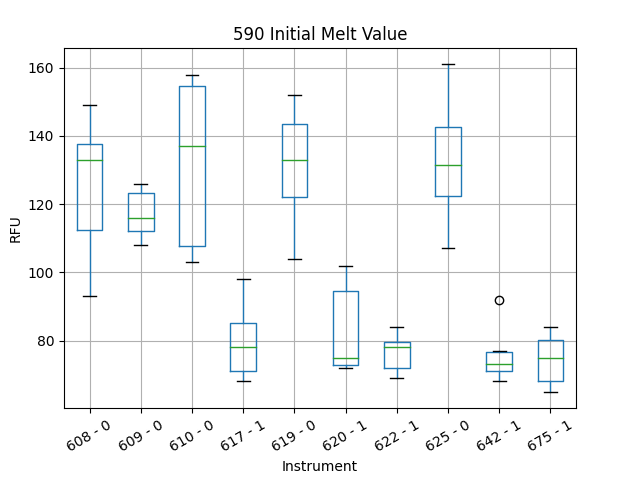 590 Initial Melt Value
160
140
120
100
80
RFU
608 - 0
609 - 0
610 - 0
617 - 1
619 - 0
620 - 1
622 - 1
625 - 0
642 - 1
675 - 1
Instrument